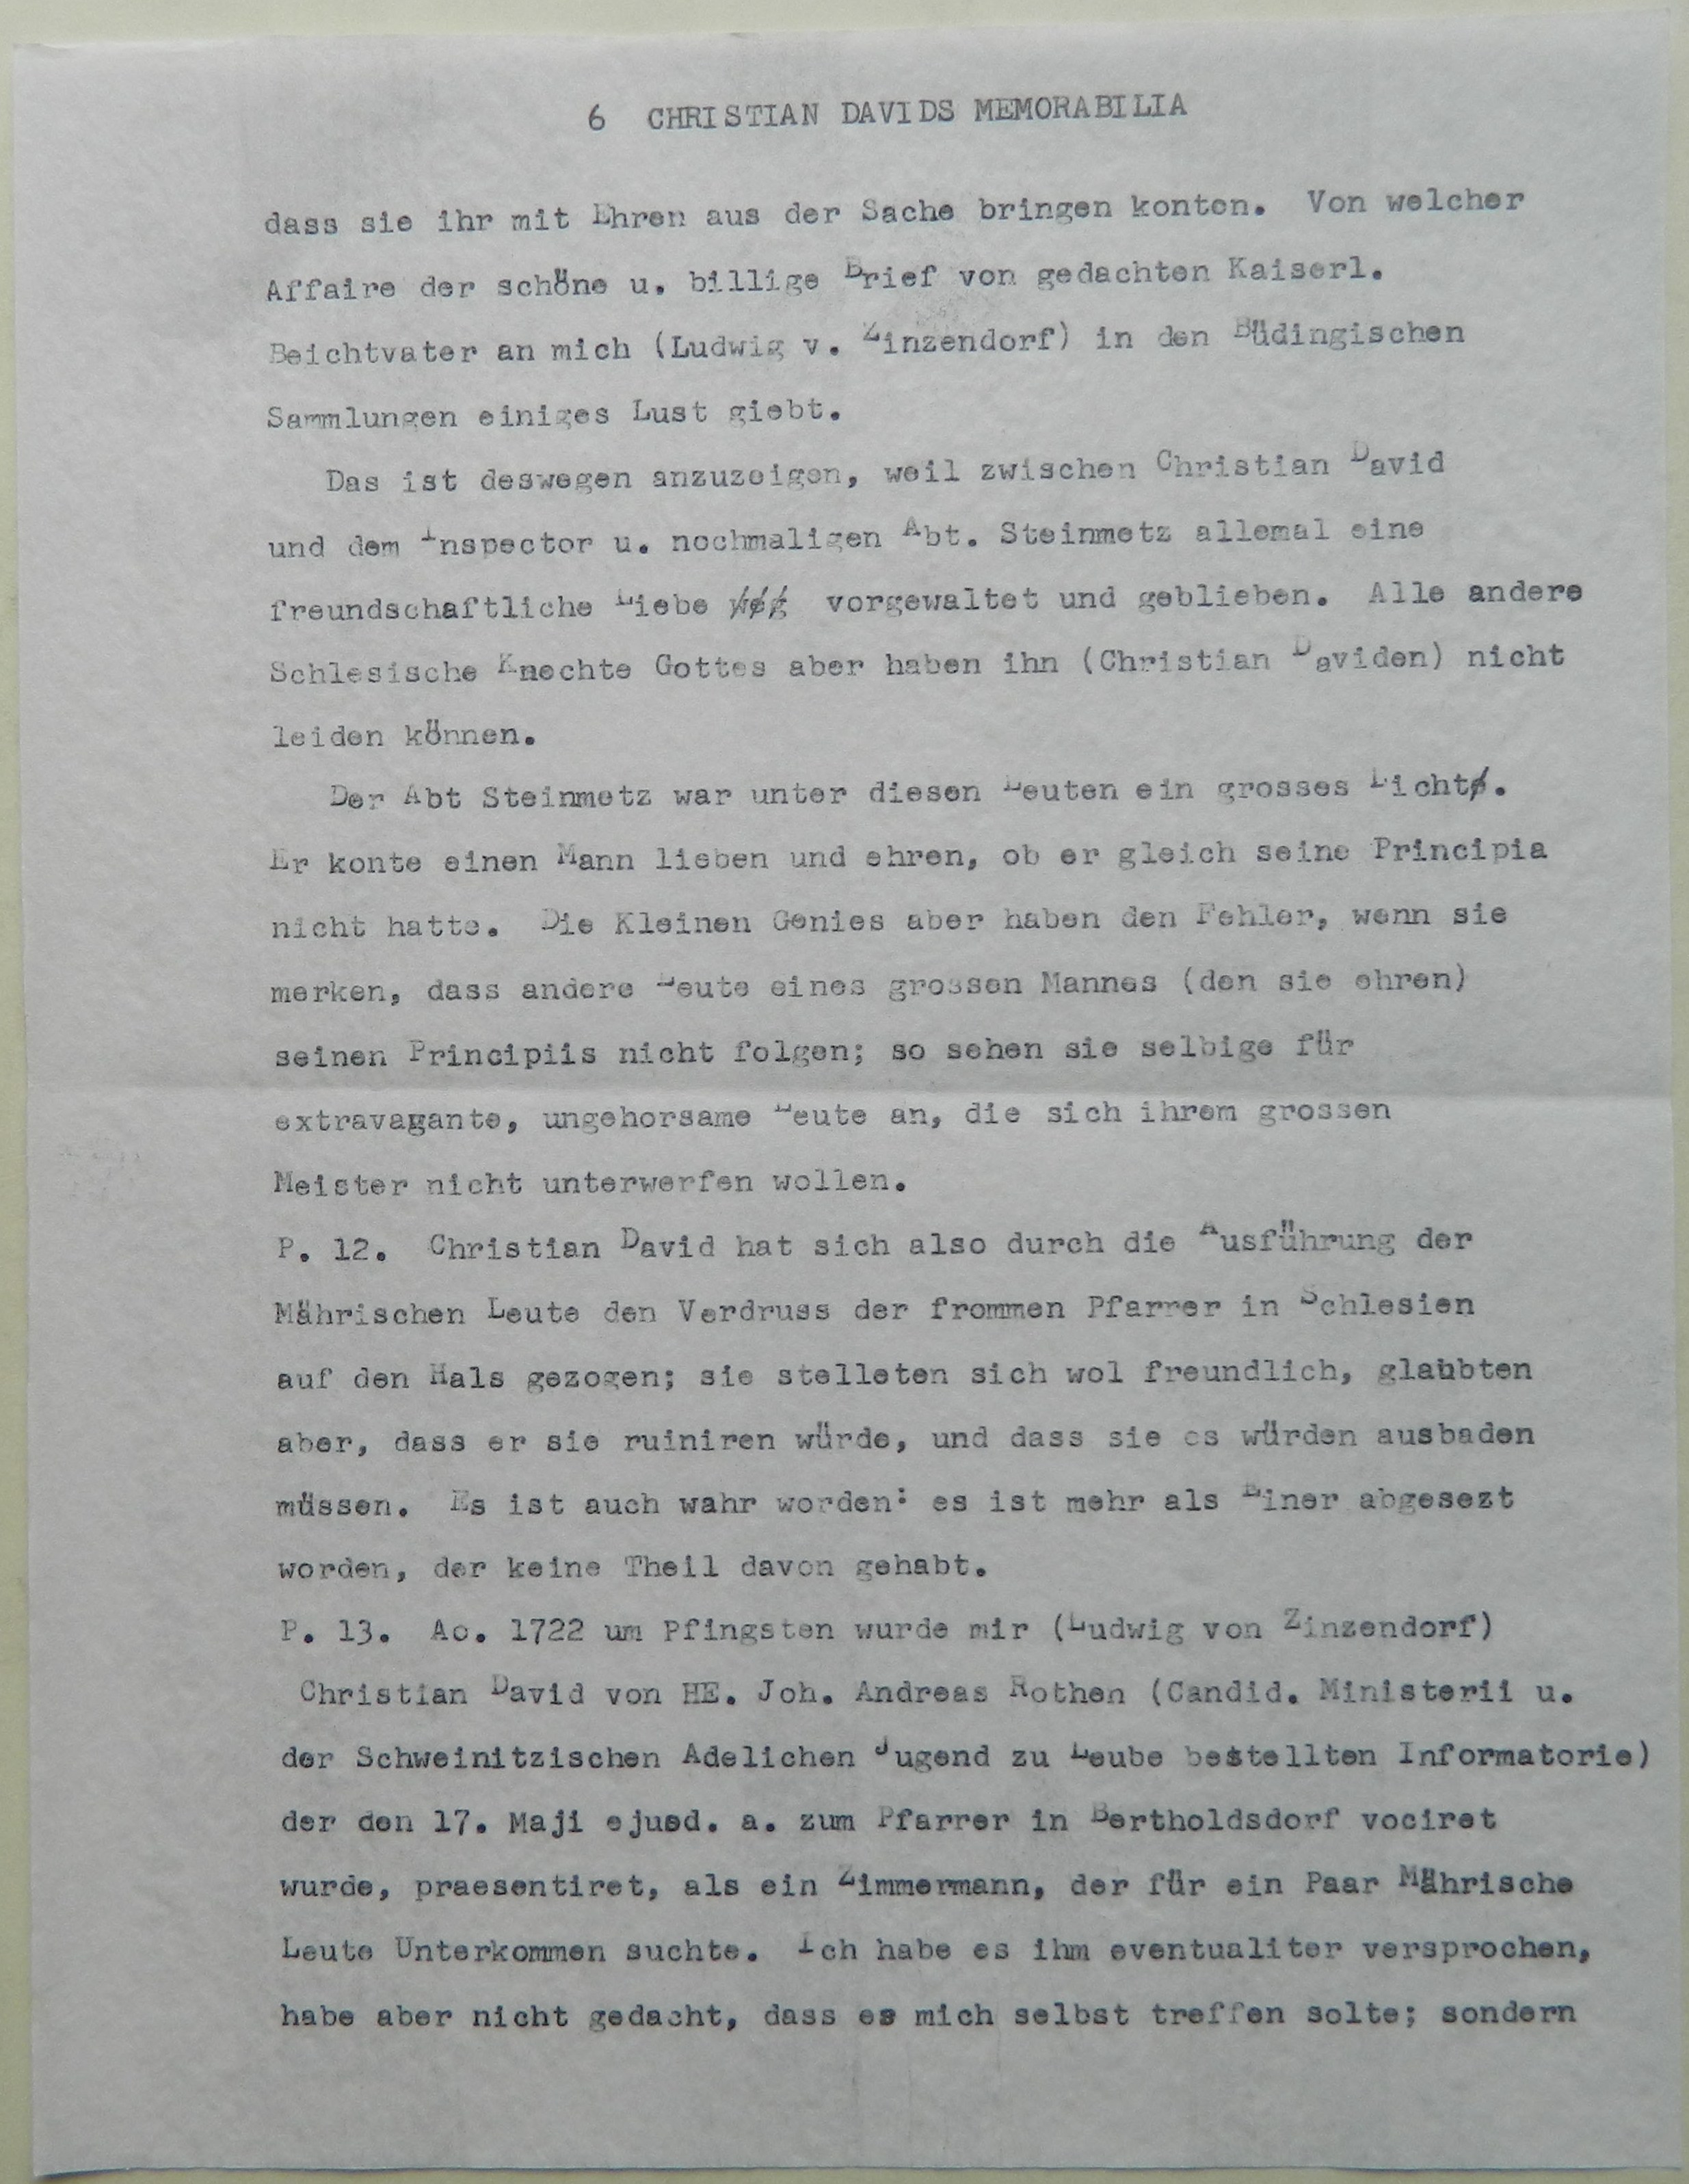 6 CHRISTIAN DAVIDS MEMORABILIA
dass sie ihr mit Ehren aus der Sache bringen konten. Von welcher
Affaire der schöne u. billige Brief von gedachten Kaiserl.
Beichtvater an mich (Ludwig v. Zinzendorf) in den Büdingischen
Sammlungen einiges Lust giebt.
Das ist deswegen anzuzeigen, weil zwischen Christian David
und dem Inspector u. nochmaligen Abt. Steinmetz allemal eine
freundschaftliche Liebe vorgewaltet und geblieben. Alle andere
Schlesische Knechte Gottes aber haben ihn (Christian Daviden) nicht
leiden können.
Der Abt Steinmetz war unter diesen Leuten ein grosses Licht.
Er konte einen Mann lieben und ehren, ob er gleich seine Principia
nicht hatte. Die Kleinen Genies aber haben den Fehler, wenn sie
merken, dass andere Leute eines grossen Mannes (den sie ehren)
seinen Principiis nicht folgen; so sehen sie selbige für
extravagante, ungehorsame Leute an, die sich ihrem grossen
Meister nicht unterwerfen wollen.
P. 12. Christian David hat sich also durch die Ausführung der
Mährischen Leute den Verdruss der frommen Pfarrer in Schlesien
auf den Hals gezogen; sie stelleten sich wol freundlich, glaubten
aber, dass er sie ruiniren würde, und dass sie es würden ausbaden
müssen. Es ist auch wahr worden: es ist mehr als Einer abgesezt
worden, der keine Theil davon gehabt.
P. 13. Ao. 1722 um Pfingsten wurde mir (Ludwig von Zinzendorf)
Christian David von HE. Joh. Andreas Rothen (Candid. Ministerii u.
der Schweinitzischen Adelichen Jugend zu Leube bestellten Informatorie)
der den 17. Maji ejusd. a. zum Pfarrer in Bertholdsdorf vociret
wurde, praesentiret, als ein Zimmermann, der für ein Paar Mährische
Leute Unterkommen suchte. Ich habe es ihm eventualiter versprochen,
habe aber nicht gedacht, dass es mich selbst treffen solte; sondern